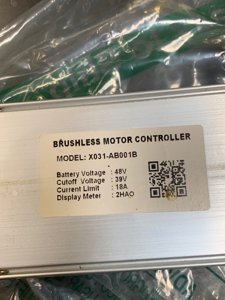 BRUSHLESS MOTOR CONTROLLER
MODEL: X031-AB001B
Battery Voltage : 48V
Cutoff Voltage : 39V
Current Limit : 18A
Display Meter : 2HAO